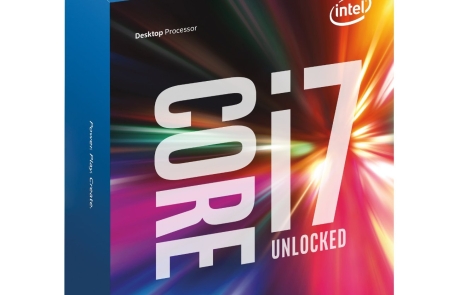 intel
Desktop Processor
CORE i7
UNLOCKED
Power. Play. Create.